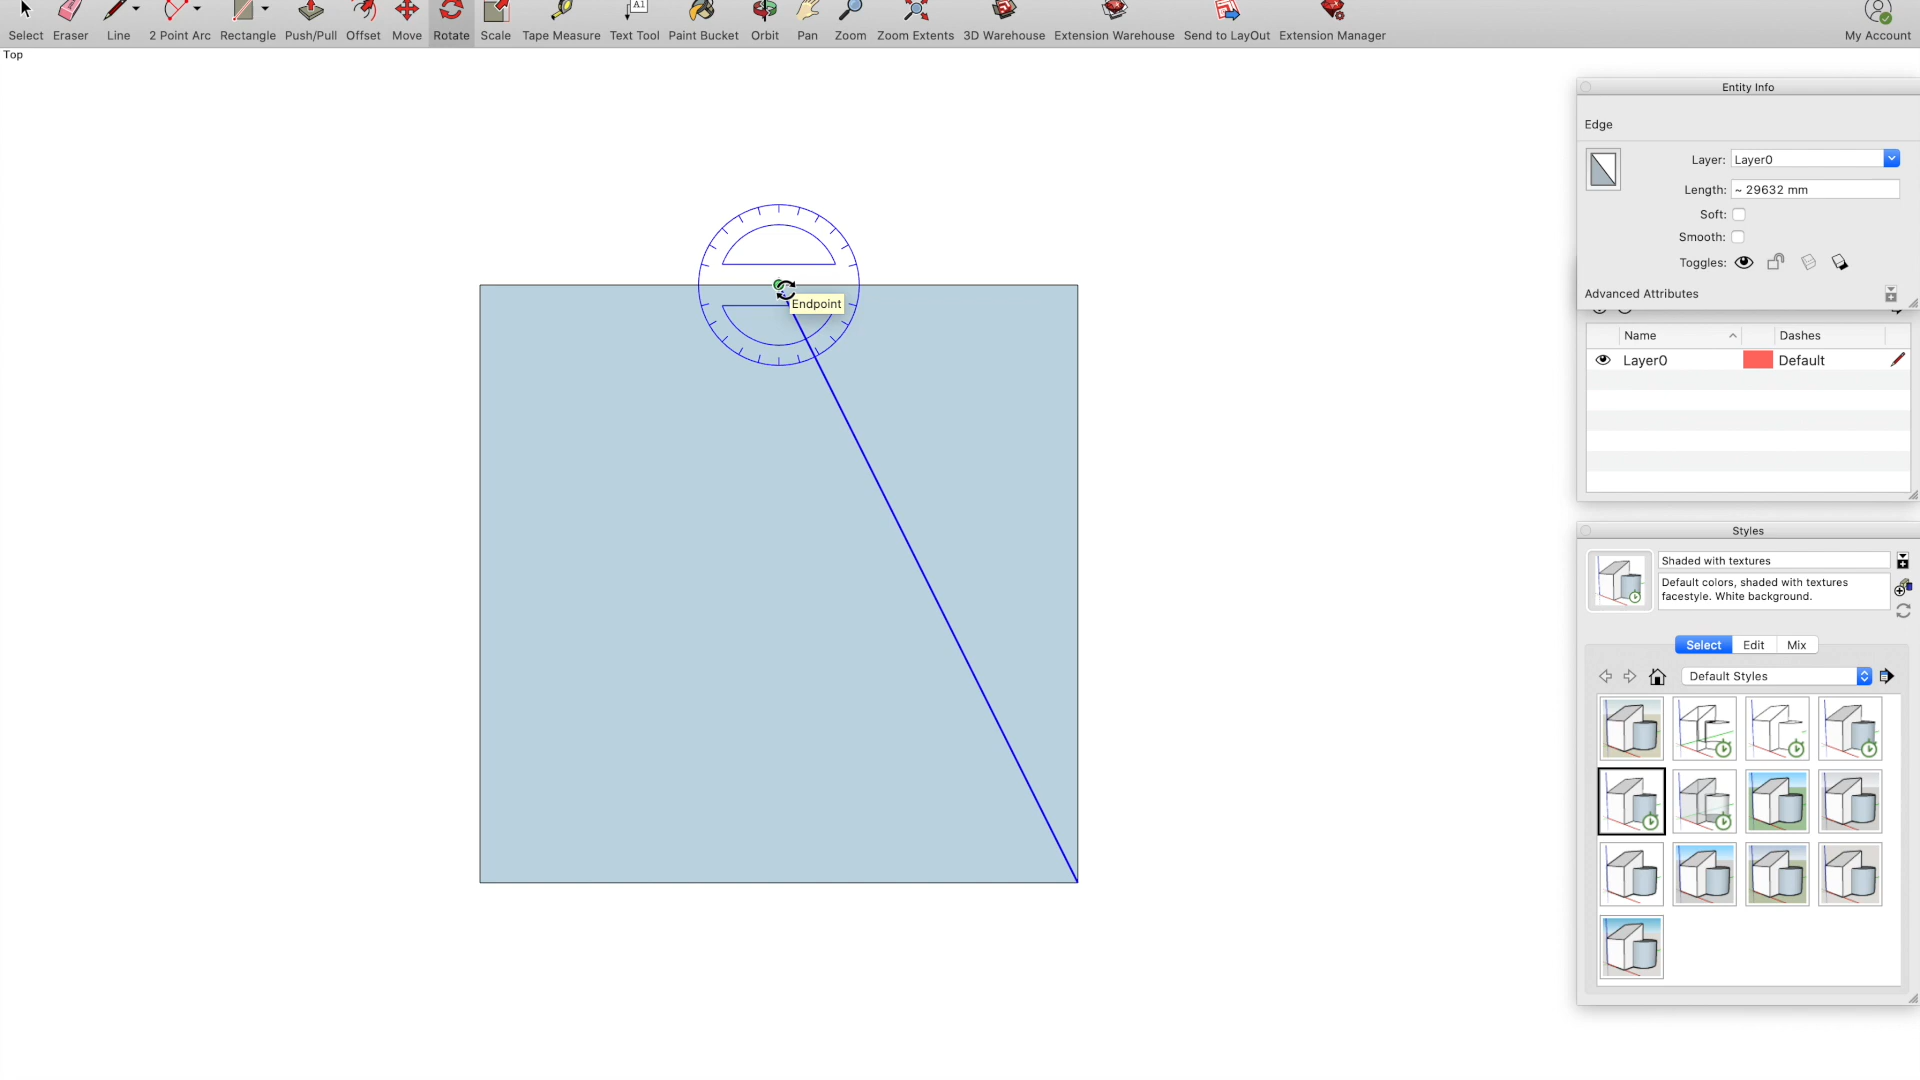 Select Eraser Line 2 Point Arc Rectangle Push/Pull Offset Move Rotate Scale Tape Measure Text Tool Paint Bucket Orbit Pan Zoom Zoom Extents 3D Warehouse Extension Warehouse Send to LayOut Extension Manager My Account
A1
Top
Endpoint
Entity Info
Edge
Layer: Layer0
Length: ~ 29632 mm
Soft:
Smooth:
Toggles:
Advanced Attributes
Name Dashes
Layer0 Default
Styles
Shaded with textures
Default colors, shaded with textures
facestyle. White background.
Select Edit Mix
Default Styles